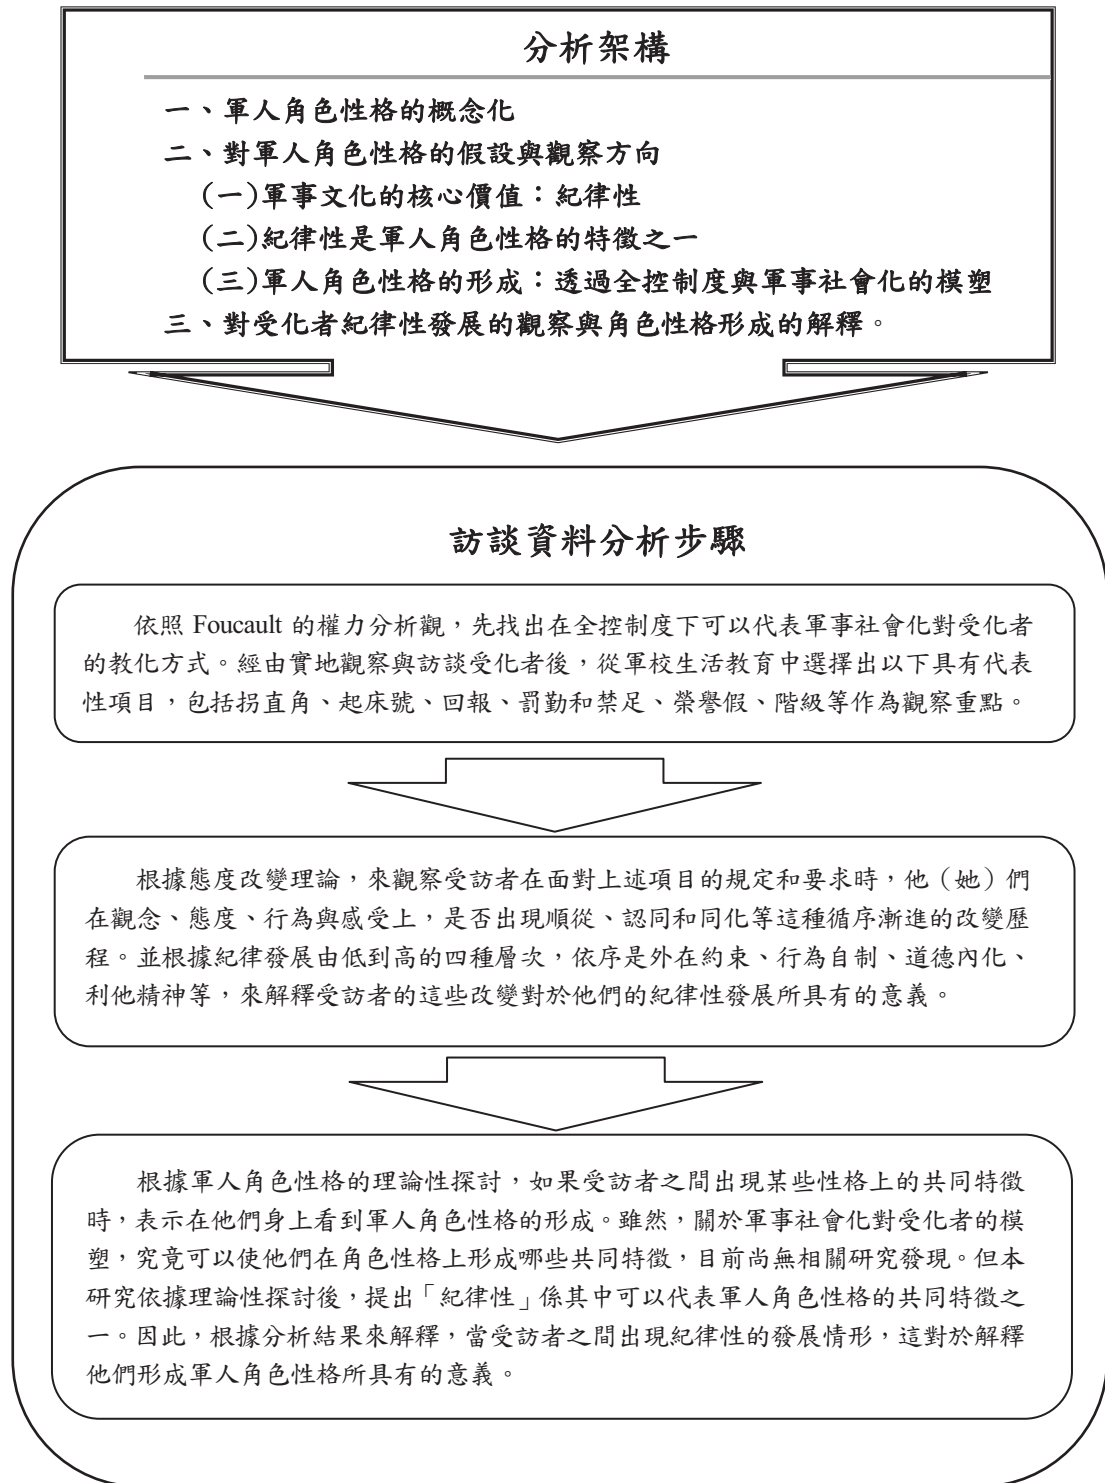 分析架構
一、軍人角色性格的概念化
二、對軍人角色性格的假設與觀察方向
(一)軍事文化的核心價值：紀律性
(二)紀律性是軍人角色性格的特徵之一
(三)軍人角色性格的形成：透過全控制度與軍事社會化的模塑
三、對受化者紀律性發展的觀察與角色性格形成的解釋。
訪談資料分析步驟
依照 Foucault 的權力分析觀，先找出在全控制度下可以代表軍事社會化對受化者
的教化方式。經由實地觀察與訪談受化者後，從軍校生活教育中選擇出以下具有代表
性項目，包括拐直角、起床號、回報、罰勤和禁足、榮譽假、階級等作為觀察重點。
根據態度改變理論，來觀察受訪者在面對上述項目的規定和要求時，他（她）們
在觀念、態度、行為與感受上，是否出現順從、認同和同化等這種循序漸進的改變歷
程。並根據紀律發展由低到高的四種層次，依序是外在約束、行為自制、道德內化、
利他精神等，來解釋受訪者的這些改變對於他們的紀律性發展所具有的意義。
根據軍人角色性格的理論性探討，如果受訪者之間出現某些性格上的共同特徵
時，表示在他們身上看到軍人角色性格的形成。雖然，關於軍事社會化對受化者的模
塑，究竟可以使他們在角色性格上形成哪些共同特徵，目前尚無相關研究發現。但本
研究依據理論性探討後，提出「紀律性」係其中可以代表軍人角色性格的共同特徵之
一。因此，根據分析結果來解釋，當受訪者之間出現紀律性的發展情形，這對於解釋
他們形成軍人角色性格所具有的意義。